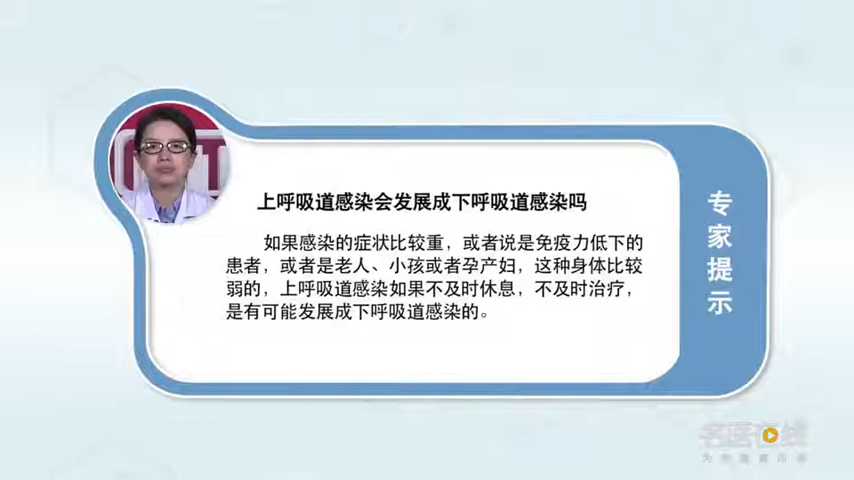 上呼吸道感染会发展成下呼吸道感染吗
如果感染的症状比较重，或者说是免疫力低下的
患者，或者是老人、小孩或者孕产妇，这种身体比较
弱的，上呼吸道感染如果不及时休息，不及时治疗，
是有可能发展成下呼吸道感染的。
专家提示
名医在线